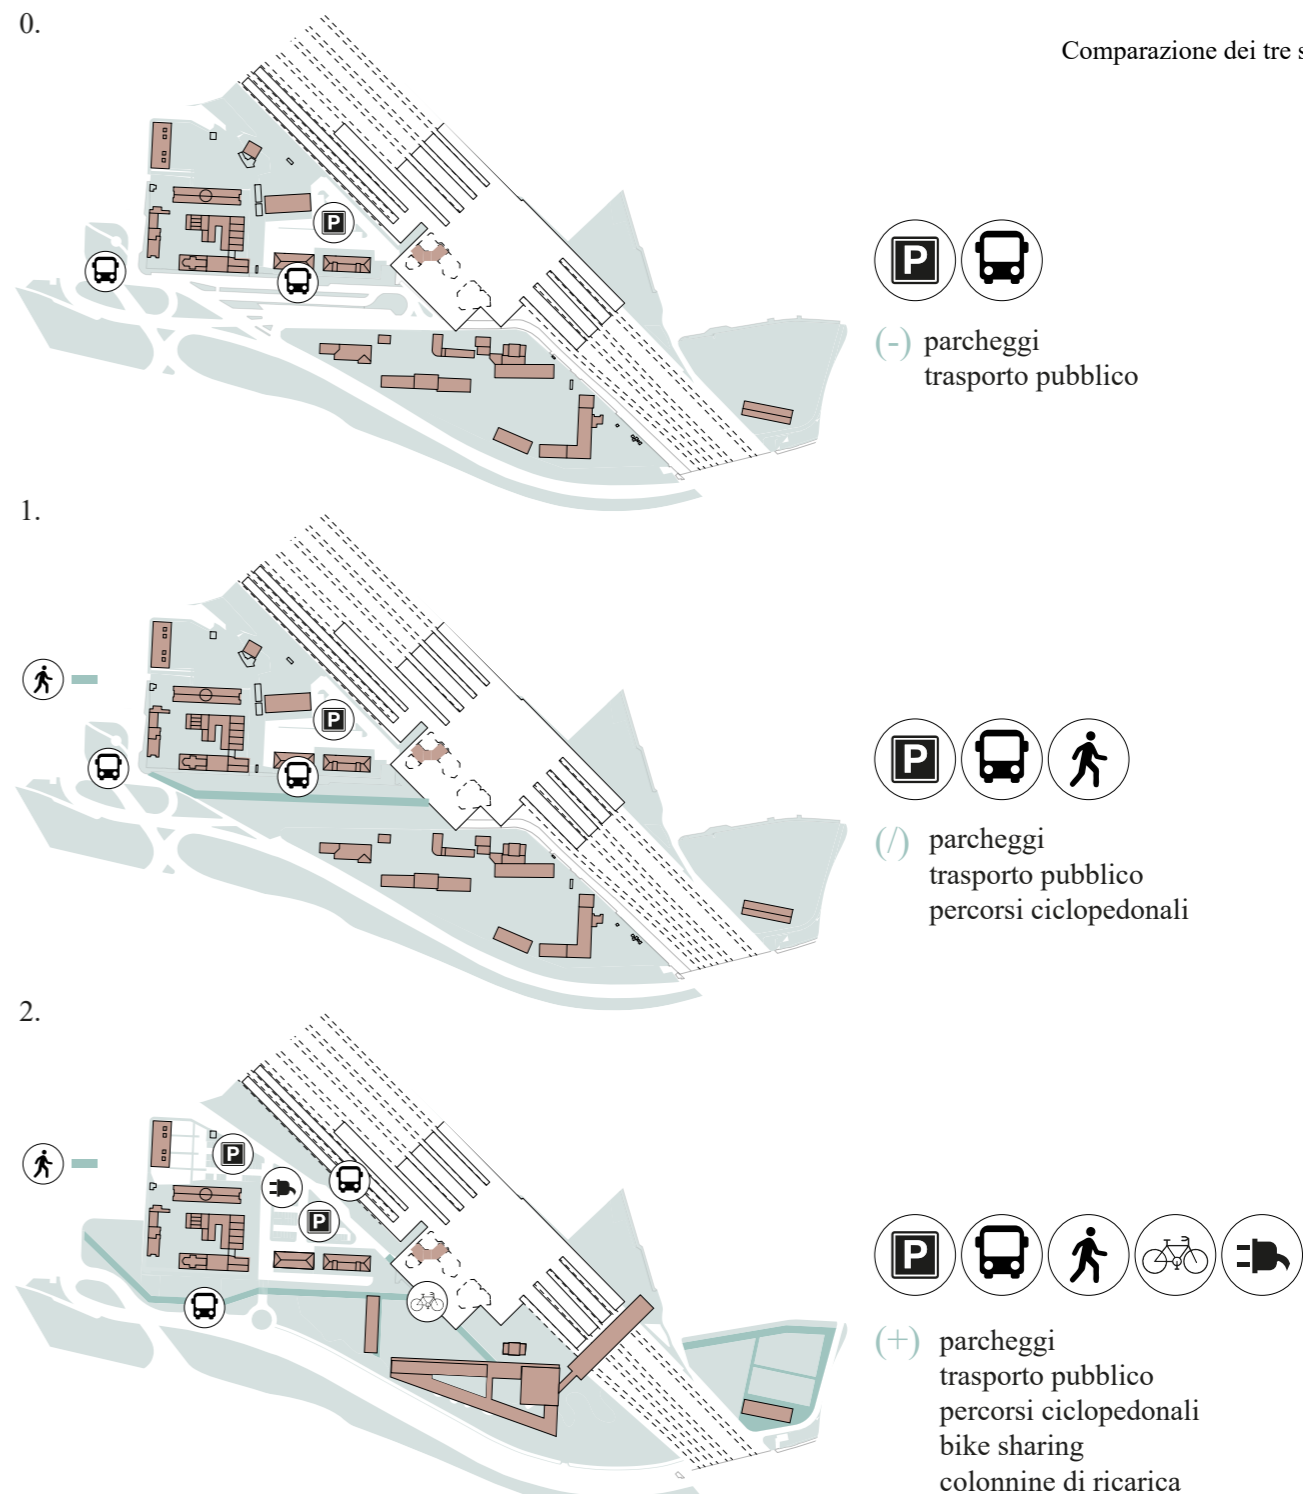 0.
Comparazione dei tre
P
P
(-) parcheggi
trasporto pubblico
1.
P
P
(/) parcheggi
trasporto pubblico
percorsi ciclopedonali
2.
P
P
P
(+) parcheggi
trasporto pubblico
percorsi ciclopedonali
bike sharing
colonnine di ricarica